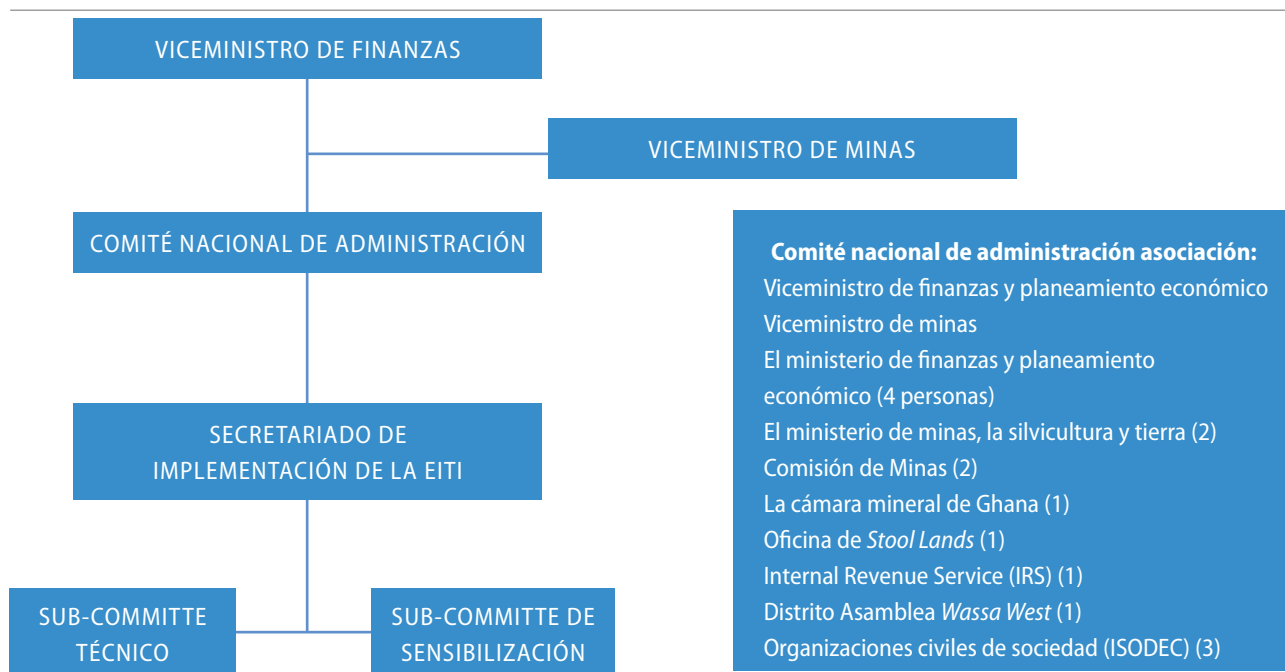 VICEMINISTRO DE FINANZAS
VICEMINISTRO DE MINAS
COMITÉ NACIONAL DE ADMINISTRACIÓN
SECRETARIADO DE
IMPLEMENTACIÓN DE LA EITI
SUB-COMMITTE
TÉCNICO
SUB-COMMITTE DE
SENSIBILIZACIÓN
Comité nacional de administración asociación:
Viceministro de finanzas y planeamiento económico
Viceministro de minas
El ministerio de finanzas y planeamiento
económico (4 personas)
El ministerio de minas, la silvicultura y tierra (2)
Comisión de Minas (2)
La cámara mineral de Ghana (1)
Oficina de Stool Lands (1)
Internal Revenue Service (IRS) (1)
Distrito Asamblea Wassa West (1)
Organizaciones civiles de sociedad (ISODEC) (3)